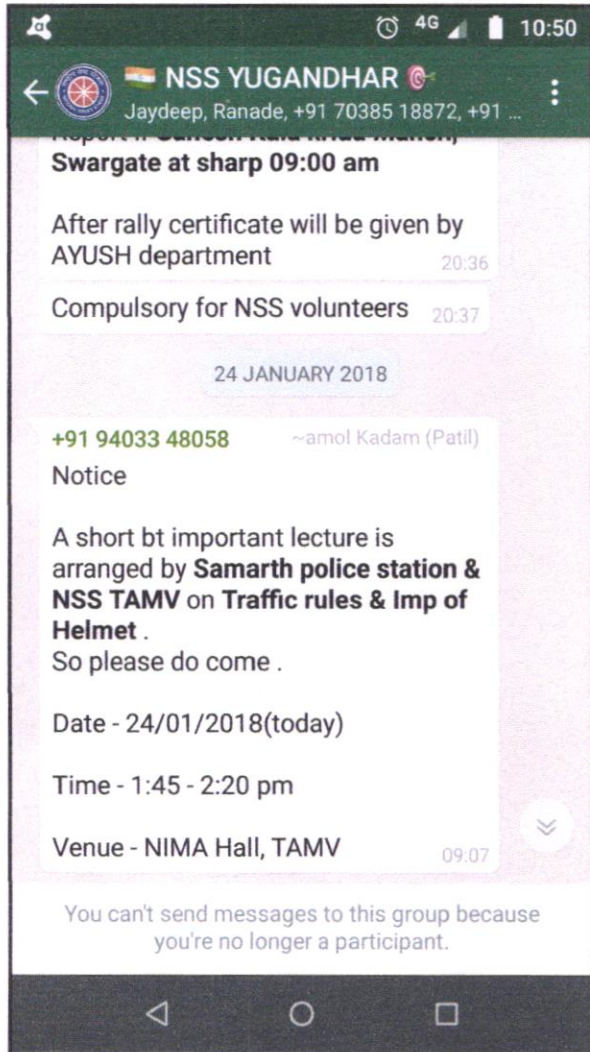 4G 10:50
NSS YUGANDHAR
Jaydeep, Ranade, +91 70385 18872, +91 ...
Swargate at sharp 09:00 am
After rally certificate will be given by
AYUSH department 20:36
Compulsory for NSS volunteers 20:37
24 JANUARY 2018
+91 94033 48058 ~amol Kadam (Patil)
Notice
A short bt important lecture is
arranged by Samarth police station &
NSS TAMV on Traffic rules & Imp of
Helmet .
So please do come .
Date - 24/01/2018(today)
Time - 1:45 - 2:20 pm
Venue - NIMA Hall, TAMV 09:07
You can't send messages to this group because
you're no longer a participant.